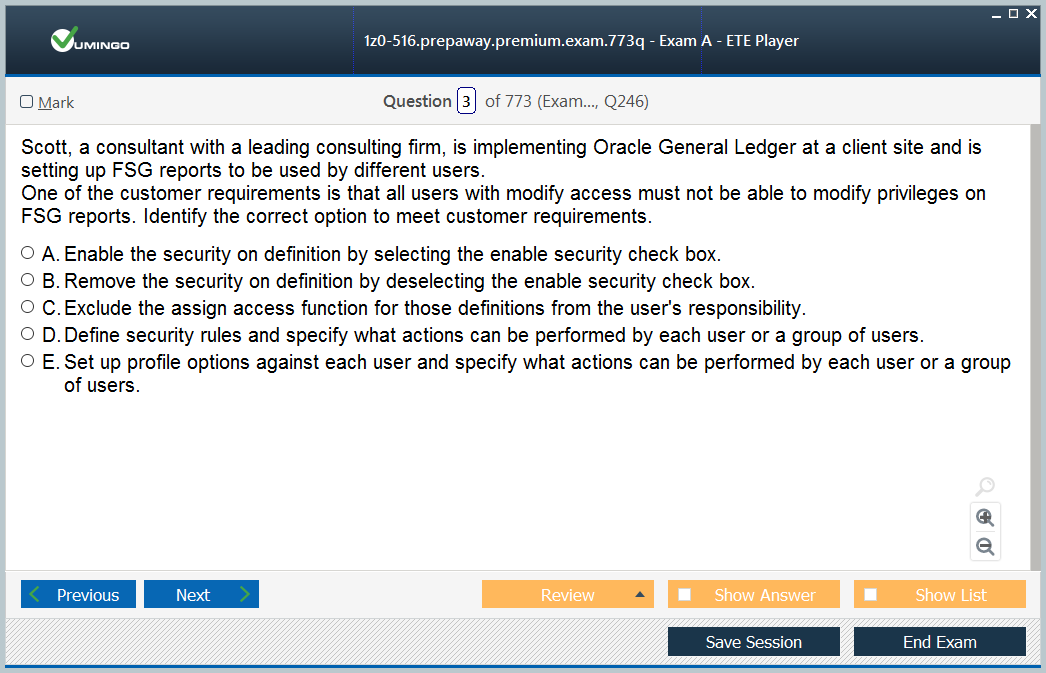 VUMINGO
1z0-516.prepaway.premium.exam.773q - Exam A - ETE Player
Mark
Question 3 of 773 (Exam..., Q246)
Scott, a consultant with a leading consulting firm, is implementing Oracle General Ledger at a client site and is
setting up FSG reports to be used by different users.
One of the customer requirements is that all users with modify access must not be able to modify privileges on
FSG reports. Identify the correct option to meet customer requirements.
A. Enable the security on definition by selecting the enable security check box.
B. Remove the security on definition by deselecting the enable security check box.
C. Exclude the assign access function for those definitions from the user's responsibility.
D. Define security rules and specify what actions can be performed by each user or a group of users.
E. Set up profile options against each user and specify what actions can be performed by each user or a group
of users.
Previous Next Review Show Answer Show List
Save Session End Exam